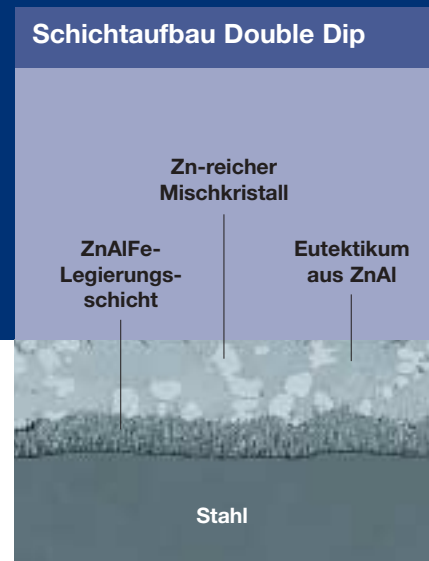 Schichtaufbau Double Dip
Zn-reicher
Mischkristall
ZnAlFe-
Legierungs-
schicht
Eutektikum
aus ZnAl
Stahl